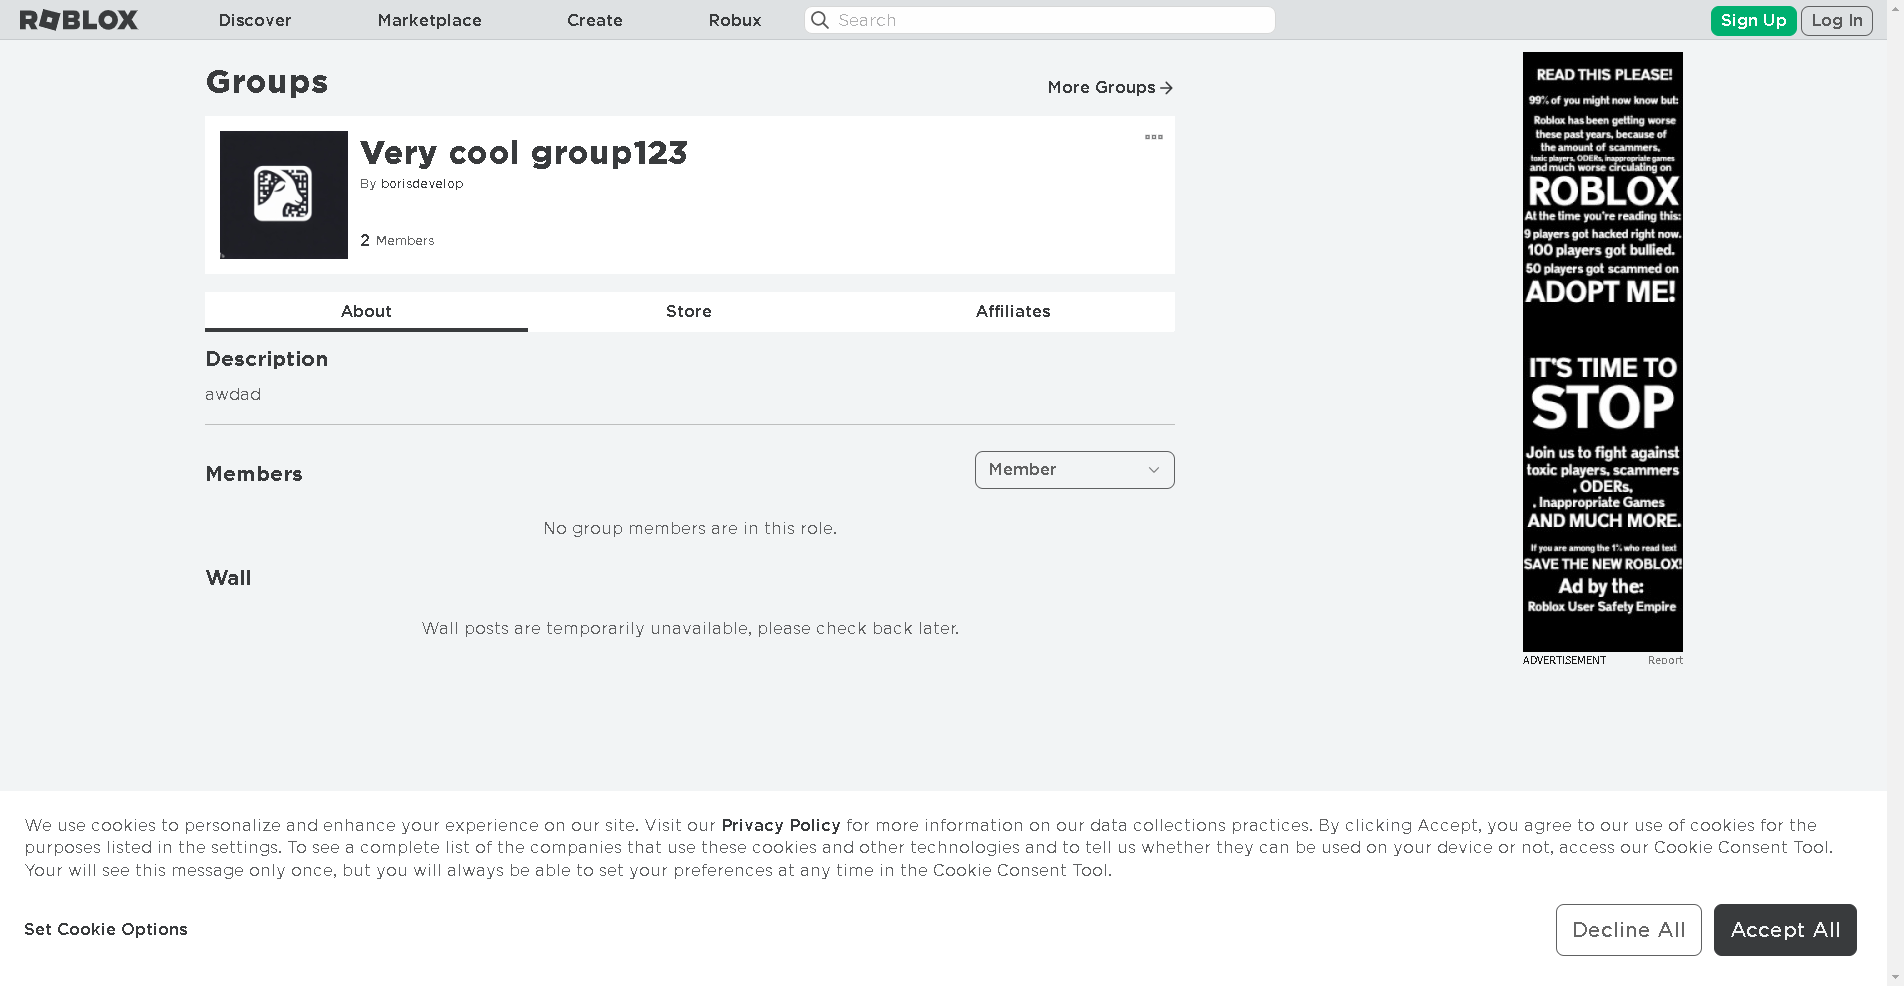 ROBLOX
Discover
Marketplace
Create
Robux
Search
Sign Up
Log In
Groups
More Groups
Very cool group123
By borisdevelop
2 Members
About
Store
Affiliates
Description
awdad
Members
Member
No group members are in this role.
Wall
Wall posts are temporarily unavailable, please check back later.
READ THIS PLEASE!
99% of you might now know but:
Roblox has been getting worse
these past years, because of
the amount of scammers,
toxic players, ODERs, inappropriate games
and much worse circulating on
ROBLOX
At the time you're reading this:
9 players got hacked right now.
100 players got bullied.
50 players got scammed on
ADOPT ME!
IT'S TIME TO
STOP
Join us to fight against
toxic players, scammers
, ODERs,
, Inappropriate Games
AND MUCH MORE.
If you are among the 1% who read text
SAVE THE NEW ROBLOX!
Ad by the:
Roblox User Safety Empire
ADVERTISEMENT
Report
We use cookies to personalize and enhance your experience on our site. Visit our Privacy Policy for more information on our data collections practices. By clicking Accept, you agree to our use of cookies for the
purposes listed in the settings. To see a complete list of the companies that use these cookies and other technologies and to tell us whether they can be used on your device or not, access our Cookie Consent Tool.
Your will see this message only once, but you will always be able to set your preferences at any time in the Cookie Consent Tool.
Set Cookie Options
Decline All
Accept All